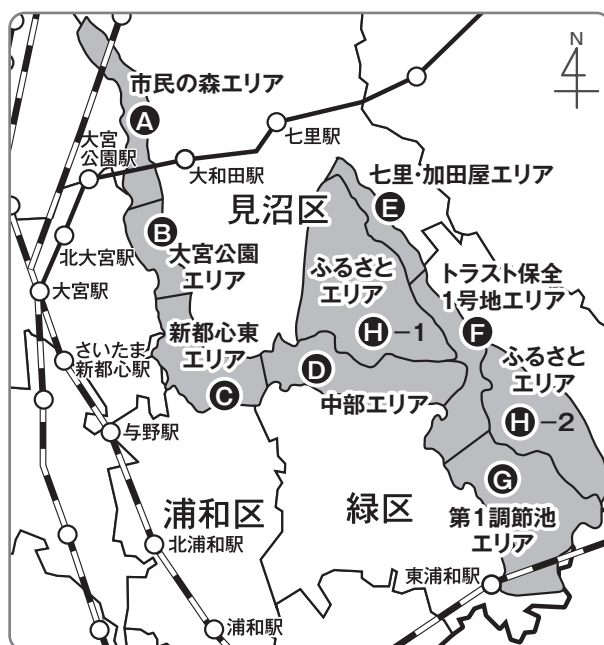 N
市民の森エリア
A
大宮
公園駅
七里駅
大和田駅
七里・加田屋エリア
E
見沼区
B
大宮公園
エリア
北大宮駅
ふるさと
エリア
H-1
トラスト保全
1号地エリア
F
大宮駅
新都心東
エリア
C
さいたま
新都心駅
D
中部エリア
ふるさと
エリア
H-2
与野駅
G
第1調節池
エリア
浦和区
緑区
北浦和駅
東浦和駅
浦和駅